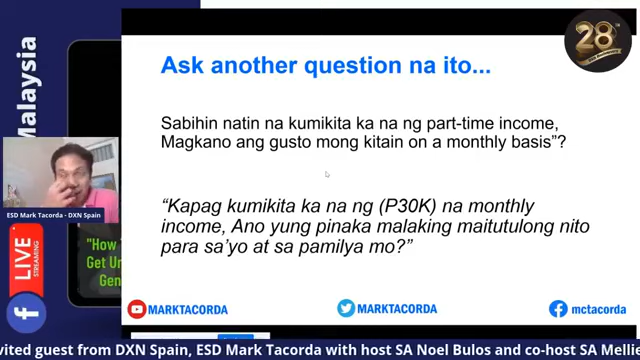 Malaysia
28th
Ask another question na ito...
Sabihin natin na kumikita ka na ng part-time income,
Magkano ang gusto mong kitain on a monthly basis”?
“Kapag kumikita ka na ng (P30K) na monthly
income, Ano yung pinaka malaking maitutulong nito
para sa’yo at sa pamilya mo?”
ESD Mark Tacorda - DXN Spain
LIVE
STREAMING
"How
Get
Gen
MARKTACORDA
MARKTACORDA
mctacorda
vited guest from DXN Spain, ESD Mark Tacorda with host SA Noel Bulos and co-host SA Mellie